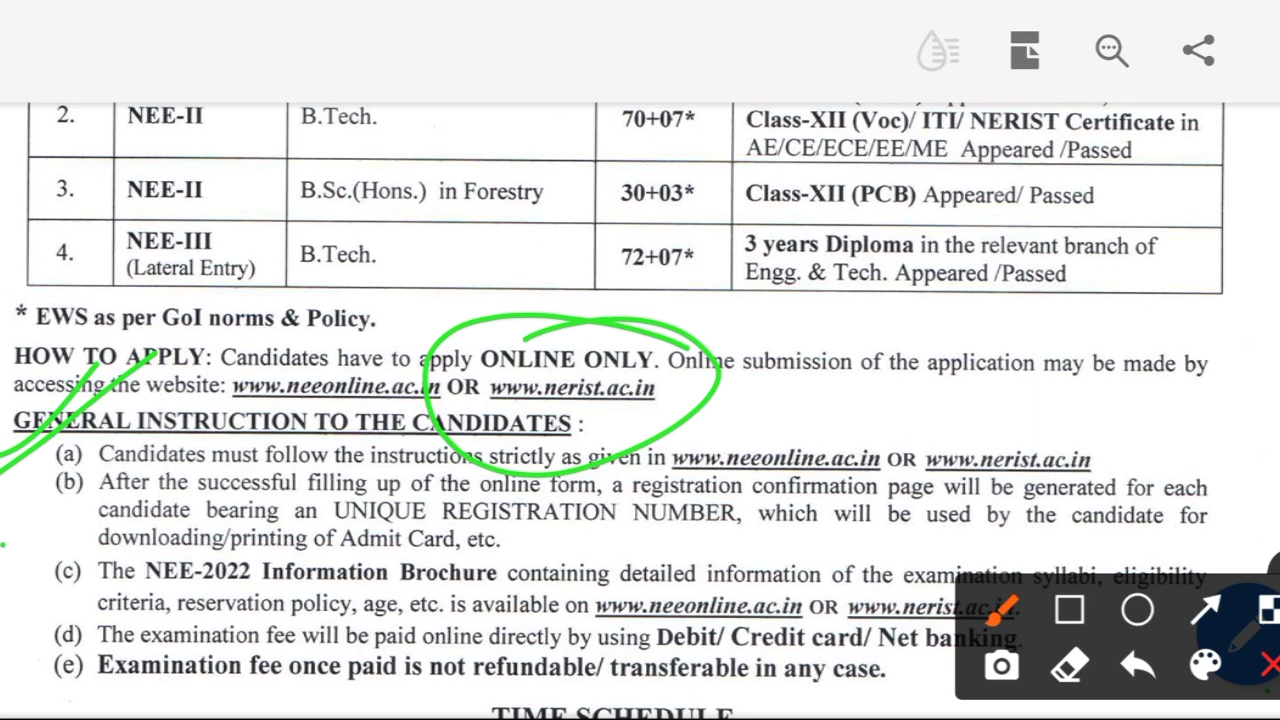 2. NEE-II B.Tech. 70+07* Class-XII (Voc)/ ITI/ NERIST Certificate in
AE/CE/ECE/EE/ME Appeared /Passed
3. NEE-II B.Sc.(Hons.) in Forestry 30+03* Class-XII (PCB) Appeared/ Passed
4. NEE-III (Lateral Entry) B.Tech. 72+07* 3 years Diploma in the relevant branch of
Engg. & Tech. Appeared /Passed
* EWS as per GoI norms & Policy.
HOW TO APPLY: Candidates have to apply ONLINE ONLY. Online submission of the application may be made by
accessing the website: www.neeonline.ac.in OR www.nerist.ac.in
GENERAL INSTRUCTION TO THE CANDIDATES :
(a) Candidates must follow the instructions strictly as given in www.neeonline.ac.in OR www.nerist.ac.in
(b) After the successful filling up of the online form, a registration confirmation page will be generated for each
candidate bearing an UNIQUE REGISTRATION NUMBER, which will be used by the candidate for
downloading/printing of Admit Card, etc.
(c) The NEE-2022 Information Brochure containing detailed information of the examination syllabi, eligibility
criteria, reservation policy, age, etc. is available on www.neeonline.ac.in OR www.nerist.ac.in.
(d) The examination fee will be paid online directly by using Debit/ Credit card/ Net banking.
(e) Examination fee once paid is not refundable/ transferable in any case.
TIME SCHEDULE